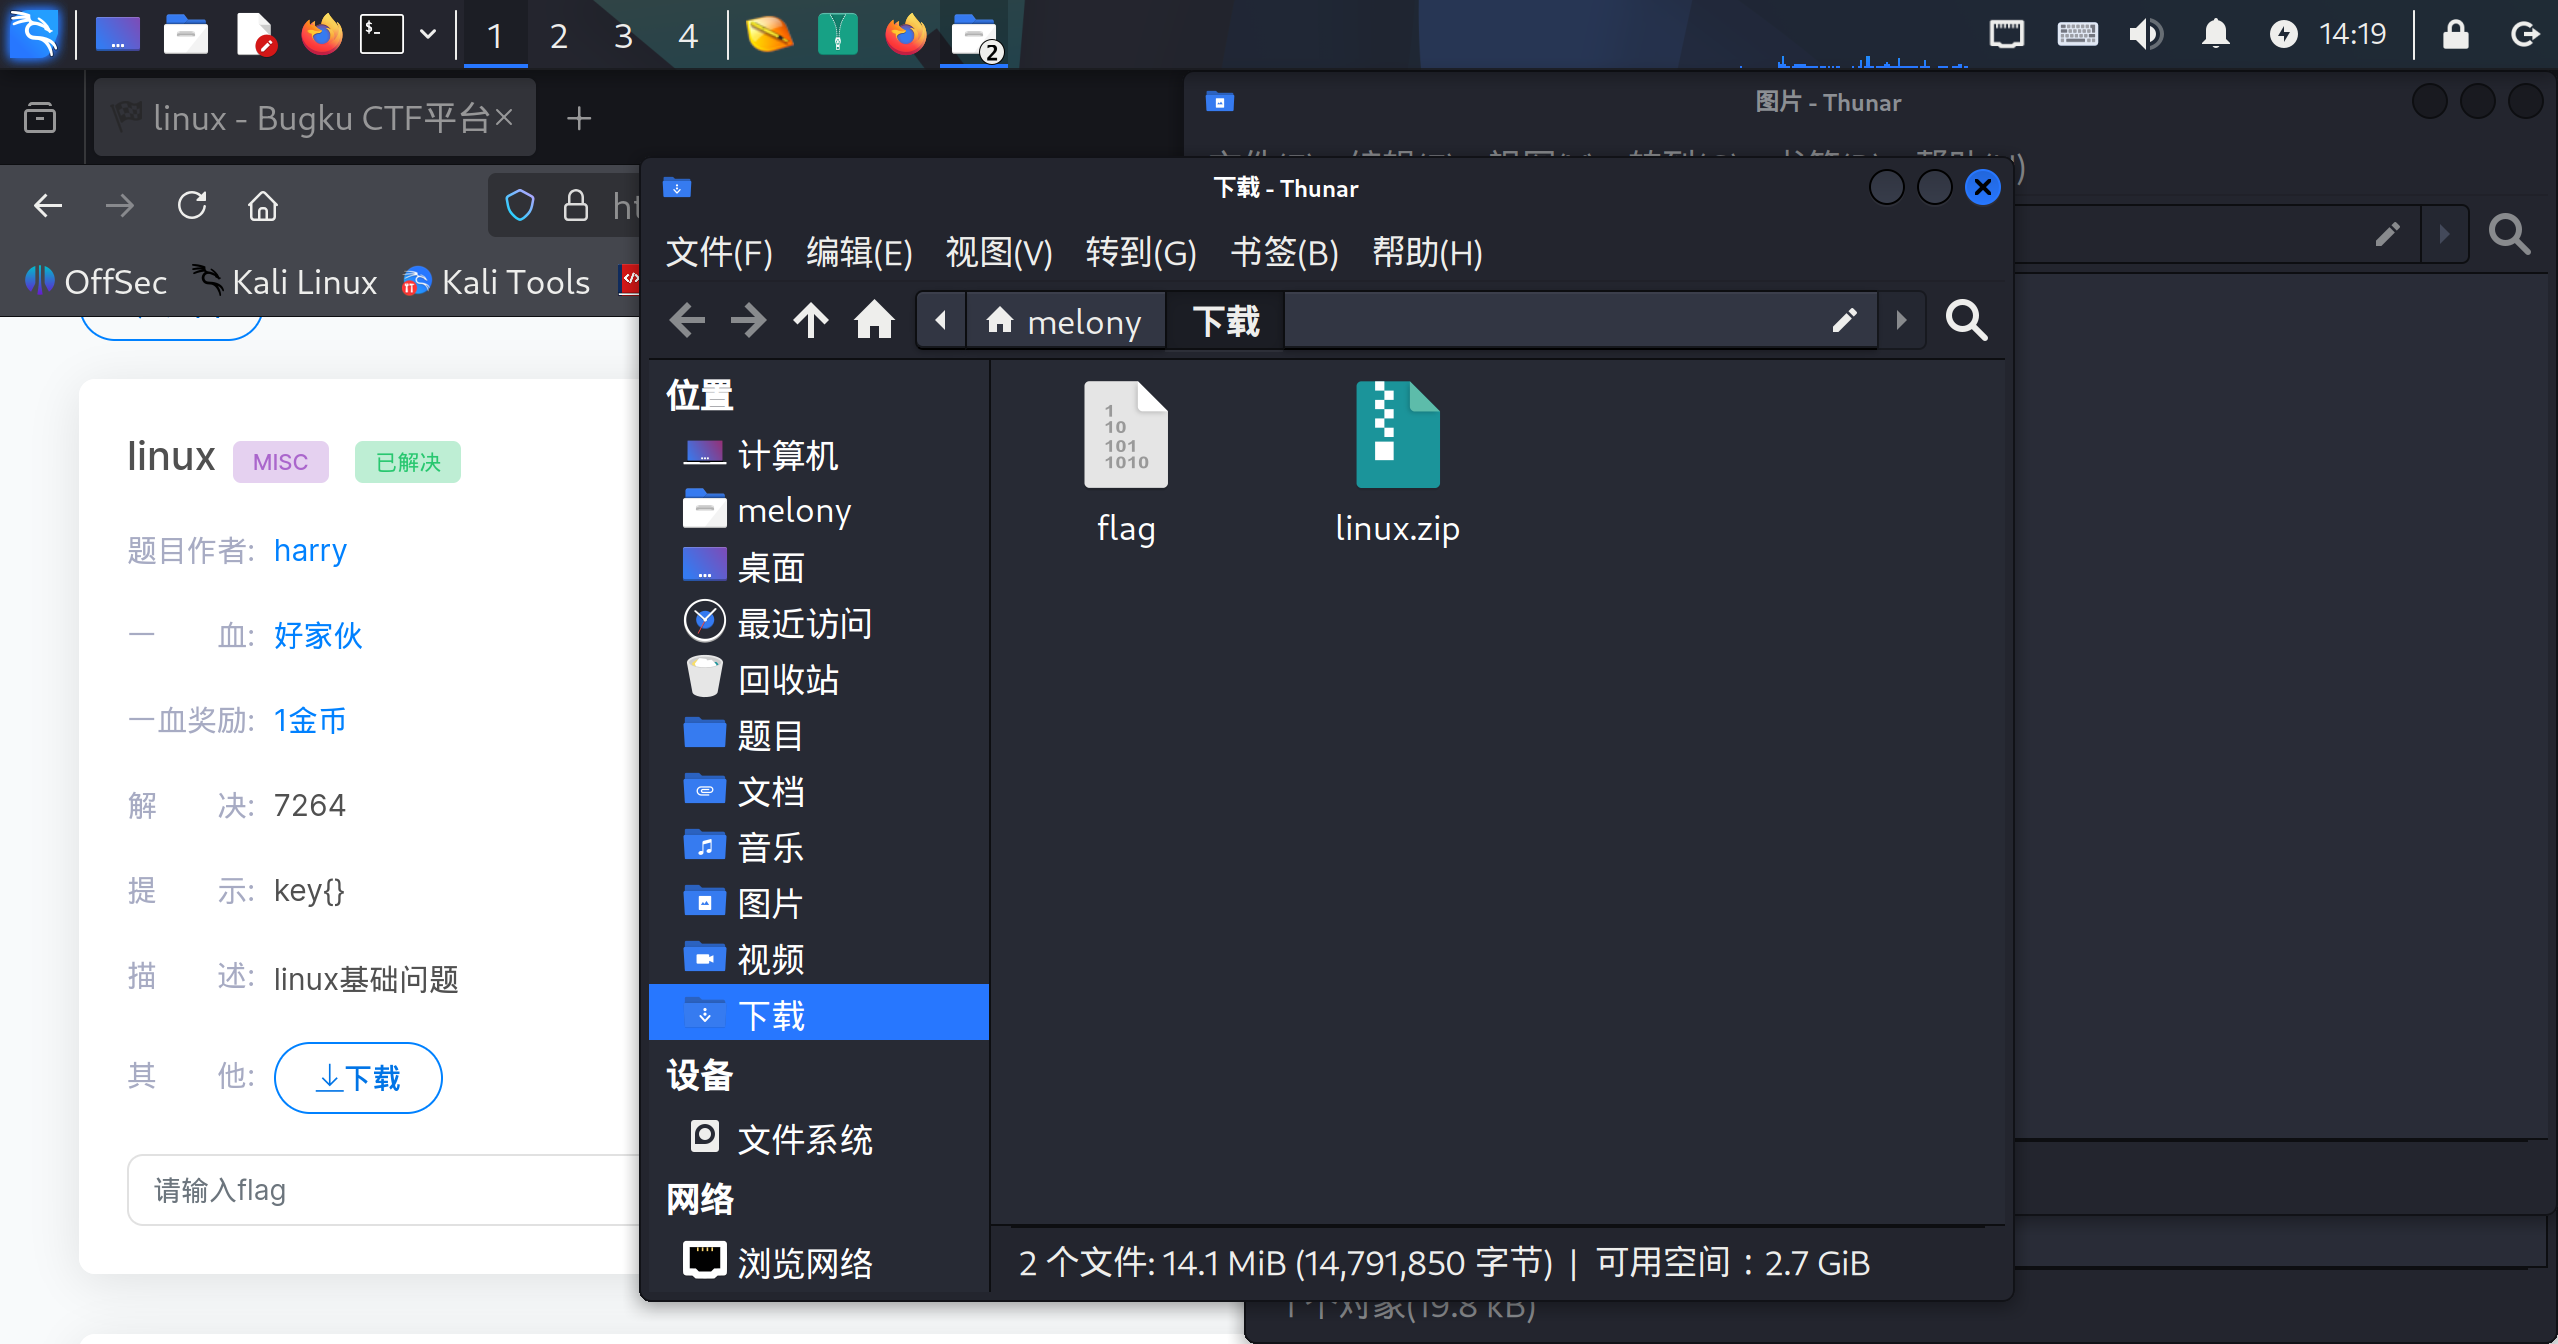 1
2
3
4
2
14:19
linux - Bugku CTF平台
图片 - Thunar
下载 - Thunar
文件(F) 编辑(E) 视图(V) 转到(G) 书签(B) 帮助(H)
OffSec
Kali Linux
Kali Tools
melony
下载
linux
MISC
已解决
题目作者: harry
一 血: 好家伙
一血奖励: 1金币
解 决: 7264
提 示: key{}
描 述: linux基础问题
其 他: 下载
请输入flag
位置
计算机
melony
桌面
最近访问
回收站
题目
文档
音乐
图片
视频
下载
设备
文件系统
网络
浏览网络
1
10
101
1010
flag
linux.zip
2 个文件: 14.1 MiB (14,791,850 字节) | 可用空间：2.7 GiB
1个对象(19.8 kB)